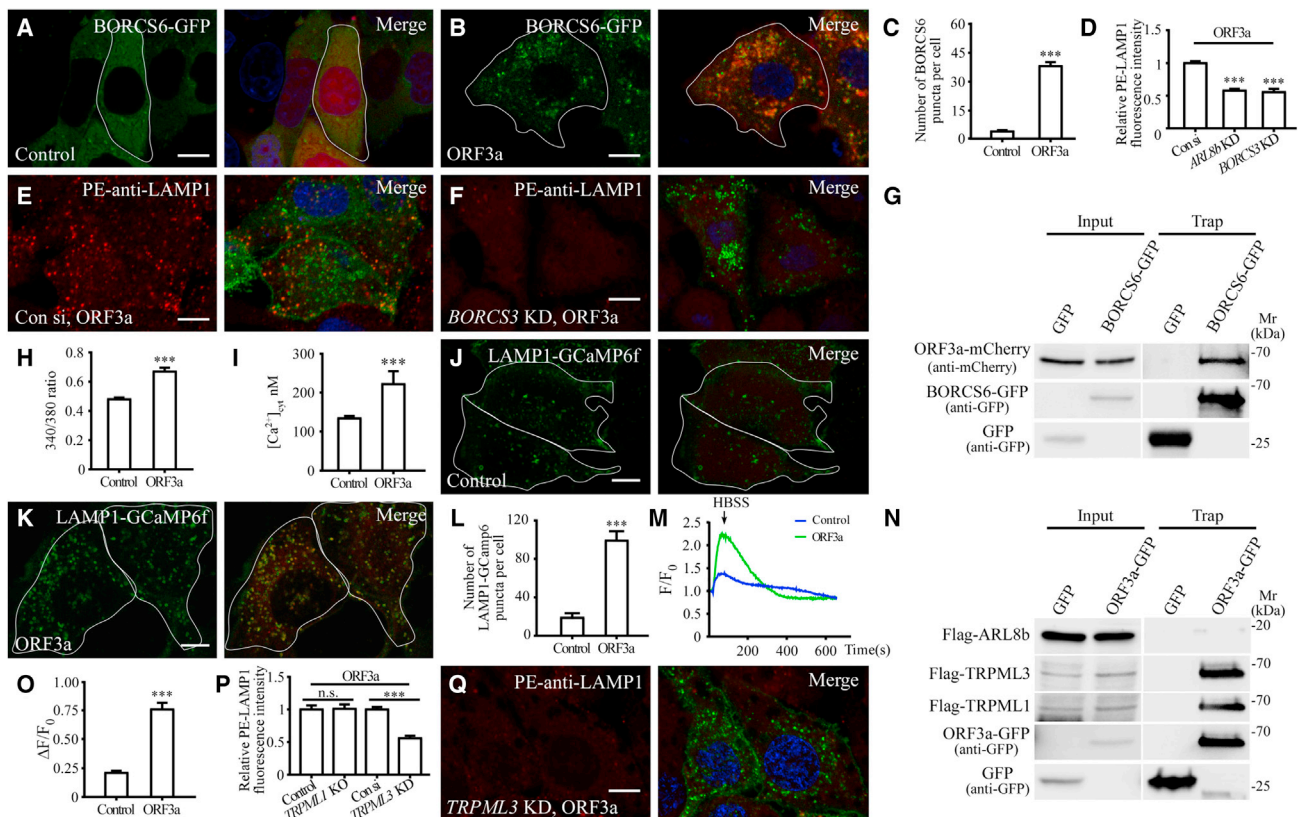 A
BORCS6-GFP
Merge
Control
B
ORF3a
Merge
C
Number of BORCS6
puncta per cell
60
45
30
15
0
***
Control
ORF3a
D
Relative PE-LAMP1
fluorescence intensity
ORF3a
1.5
1
0.5
0
***
***
Con si
ARL8b KD
BORCS3 KD
E
PE-anti-LAMP1
Merge
Con si, ORF3a
F
PE-anti-LAMP1
Merge
BORCS3 KD, ORF3a
G
Input
Trap
GFP
BORCS6-GFP
GFP
BORCS6-GFP
Mr
(kDa)
ORF3a-mCherry
(anti-mCherry)
-70
BORCS6-GFP
(anti-GFP)
-70
GFP
(anti-GFP)
-25
H
340/380 ratio
0.8
0.6
0.4
0.2
0
***
Control
ORF3a
I
[Ca2+]cyt nM
300
200
100
0
***
Control
ORF3a
J
LAMP1-GCaMP6f
Merge
Control
K
LAMP1-GCaMP6f
Merge
ORF3a
L
Number of
LAMP1-GCamp6
puncta per cell
120
80
40
0
***
Control
ORF3a
M
HBSS
F/F0
2.5
2.0
1.5
1.0
0.5
0
200
400
600
Time(s)
Control
ORF3a
N
Input
Trap
GFP
ORF3a-GFP
GFP
ORF3a-GFP
Mr
(kDa)
Flag-ARL8b
-20
Flag-TRPML3
-70
Flag-TRPML1
-70
ORF3a-GFP
(anti-GFP)
-70
GFP
(anti-GFP)
-25
O
ΔF/F0
1.00
0.75
0.50
0.25
0
***
Control
ORF3a
P
Relative PE-LAMP1
fluorescence intensity
ORF3a
n.s.
***
1.5
1
0.5
0
Control
TRPML1 KO
Con si
TRPML3 KD
Q
PE-anti-LAMP1
Merge
TRPML3 KD, ORF3a